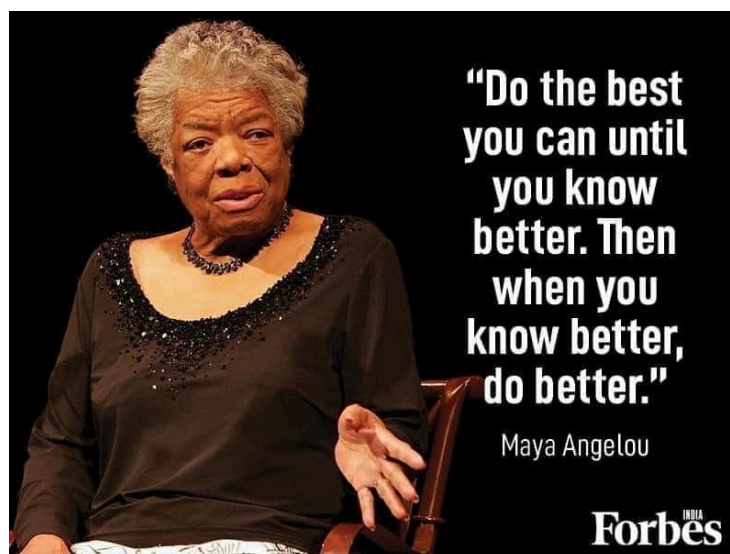 “Do the best
you can until
you know
better. Then
when you
know better,
do better.”
Maya Angelou
Forbes
INDIA